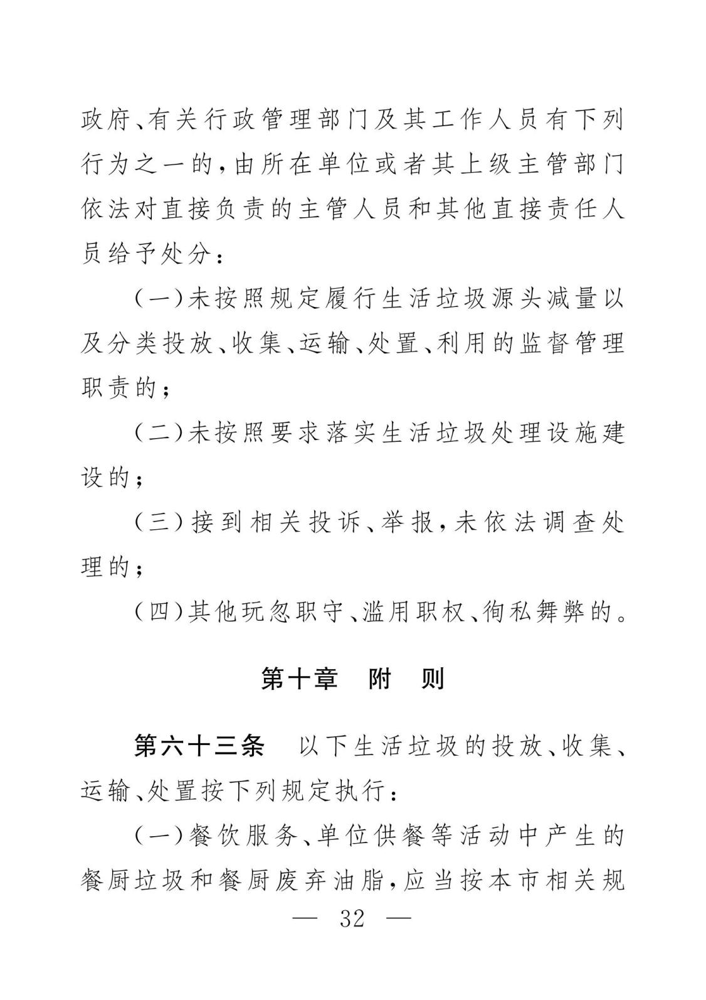 政府、有关行政管理部门及其工作人员有下列
行为之一的,由所在单位或者其上级主管部门
依法对直接负责的主管人员和其他直接责任人
员给予处分:
(一)未按照规定履行生活垃圾源头减量以
及分类投放、收集、运输、处置、利用的监督管理
职责的;
(二)未按照要求落实生活垃圾处理设施建
设的;
(三)接到相关投诉、举报,未依法调查处
理的;
(四)其他玩忽职守、滥用职权、徇私舞弊的。
第十章 附 则
第六十三条 以下生活垃圾的投放、收集、
运输、处置按下列规定执行:
(一)餐饮服务、单位供餐等活动中产生的
餐厨垃圾和餐厨废弃油脂,应当按本市相关规
— 32 —